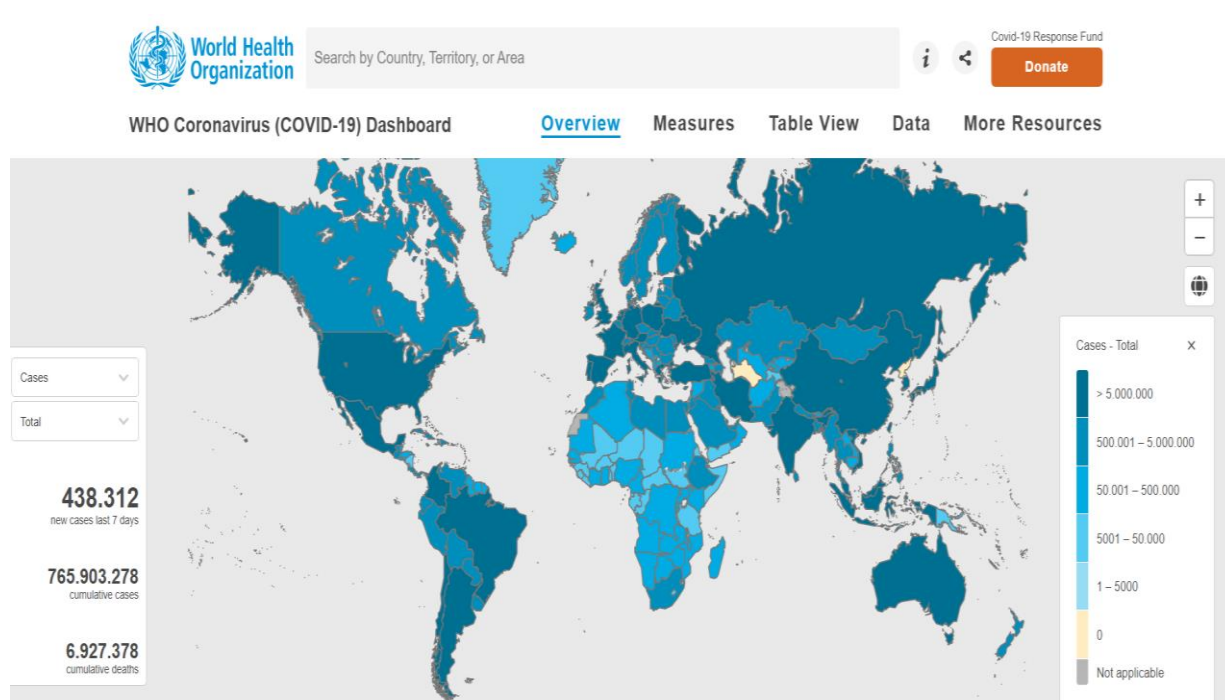 World Health
Organization
Search by Country, Territory, or Area
i
Covid-19 Response Fund
Donate
WHO Coronavirus (COVID-19) Dashboard
Overview
Measures
Table View
Data
More Resources
+
−
Cases
Total
438.312
new cases last 7 days
765.903.278
cumulative cases
6.927.378
cumulative deaths
Cases - Total x
> 5.000.000
500.001 – 5.000.000
50.001 – 500.000
5001 – 50.000
1 – 5000
0
Not applicable